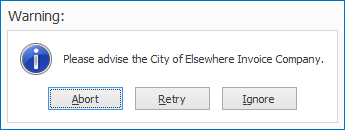 Warning:
Please advise the City of Elsewhere Invoice Company.
Abort
Retry
Ignore